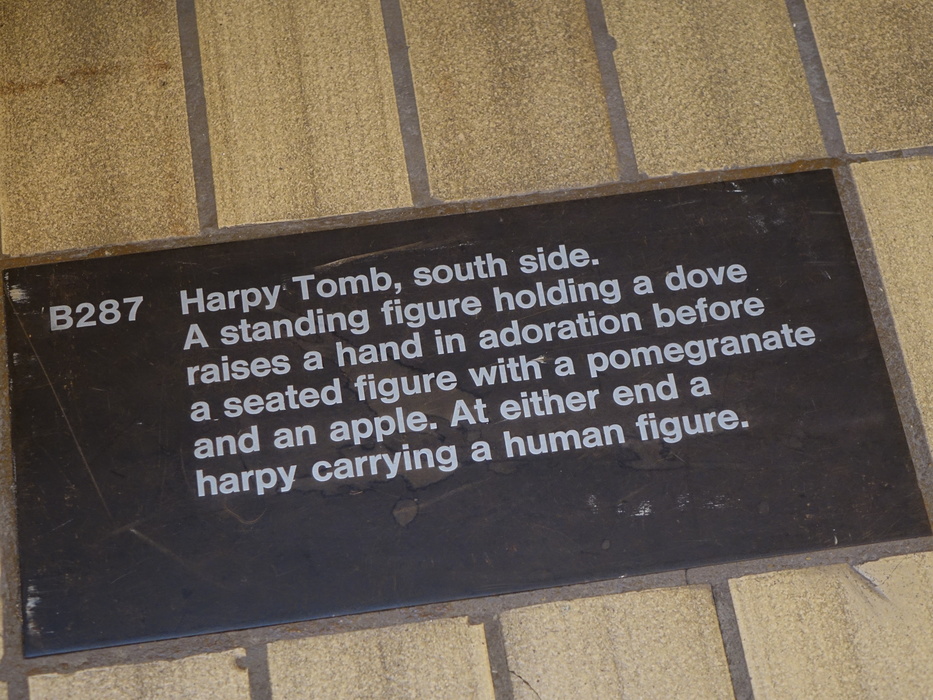 B287 Harpy Tomb, south side.
A standing figure holding a dove
raises a hand in adoration before
a seated figure with a pomegranate
and an apple. At either end a
harpy carrying a human figure.